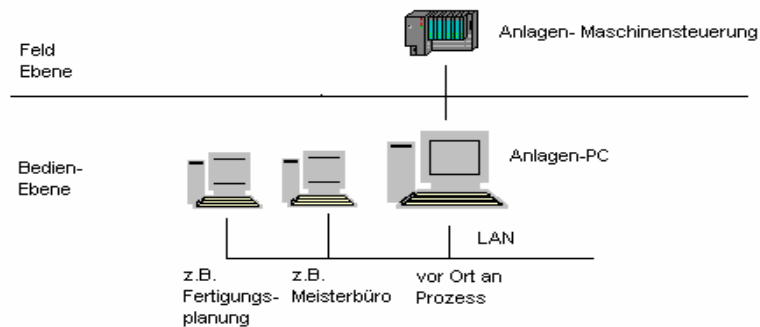 Anlagen- Maschinensteuerung
Feld
Ebene
Anlagen-PC
Bedien-
Ebene
LAN
z.B.
Fertigungs-
planung
z.B.
Meisterbüro
vor Ort an
Prozess